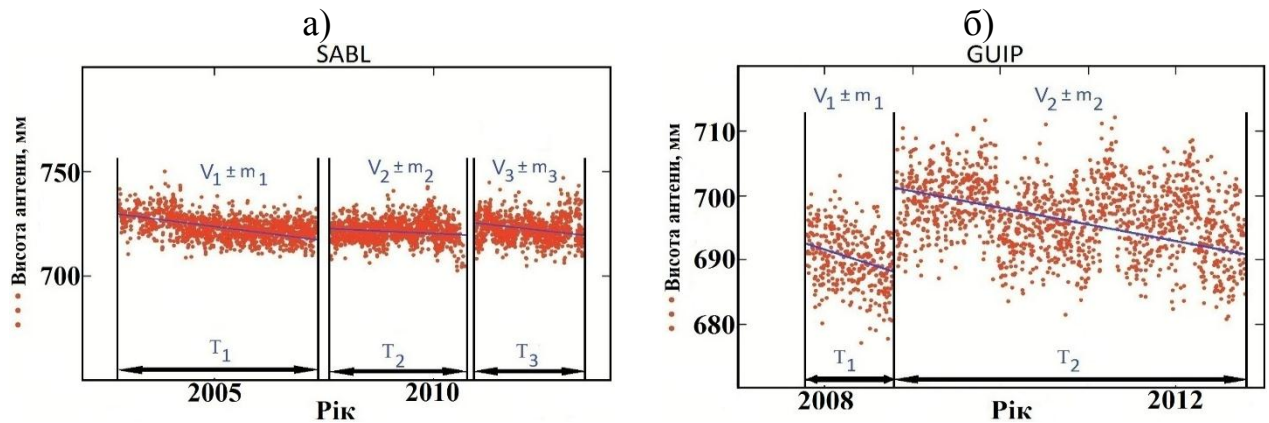 а)
SABL
Висота антени, мм
750
700
V₁ ± m₁
V₂ ± m₂
V₃ ± m₃
T₁
T₂
T₃
2005
2010
Рік
б)
GUIP
Висота антени, мм
710
700
690
680
V₁ ± m₁
V₂ ± m₂
T₁
T₂
2008
2012
Рік